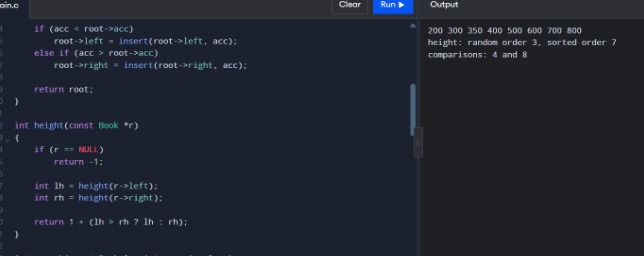 ain.c
Clear
Run
Output
if (acc < root->acc)
root->left = insert(root->left, acc);
else if (acc > root->acc)
root->right = insert(root->right, acc);
return root;
}
int height(const Book *r)
{
if (r == NULL)
return -1;
int lh = height(r->left);
int rh = height(r->right);
return 1 + (lh > rh ? lh : rh);
}
200 300 350 400 500 600 700 800
height: random order 3, sorted order 7
comparisons: 4 and 8